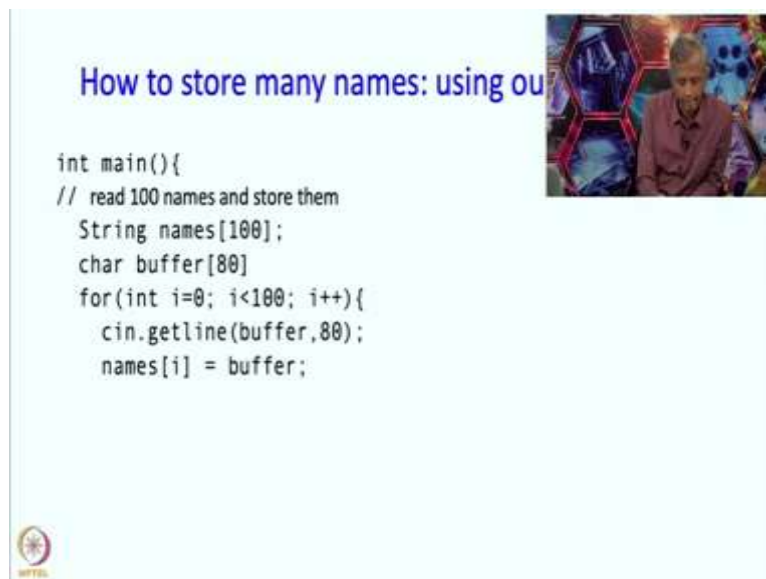 How to store many names: using ou
int main(){
// read 100 names and store them
String names[100];
char buffer[80]
for(int i=0; i<100; i++){
cin.getline(buffer,80);
names[i] = buffer;
NPTEL